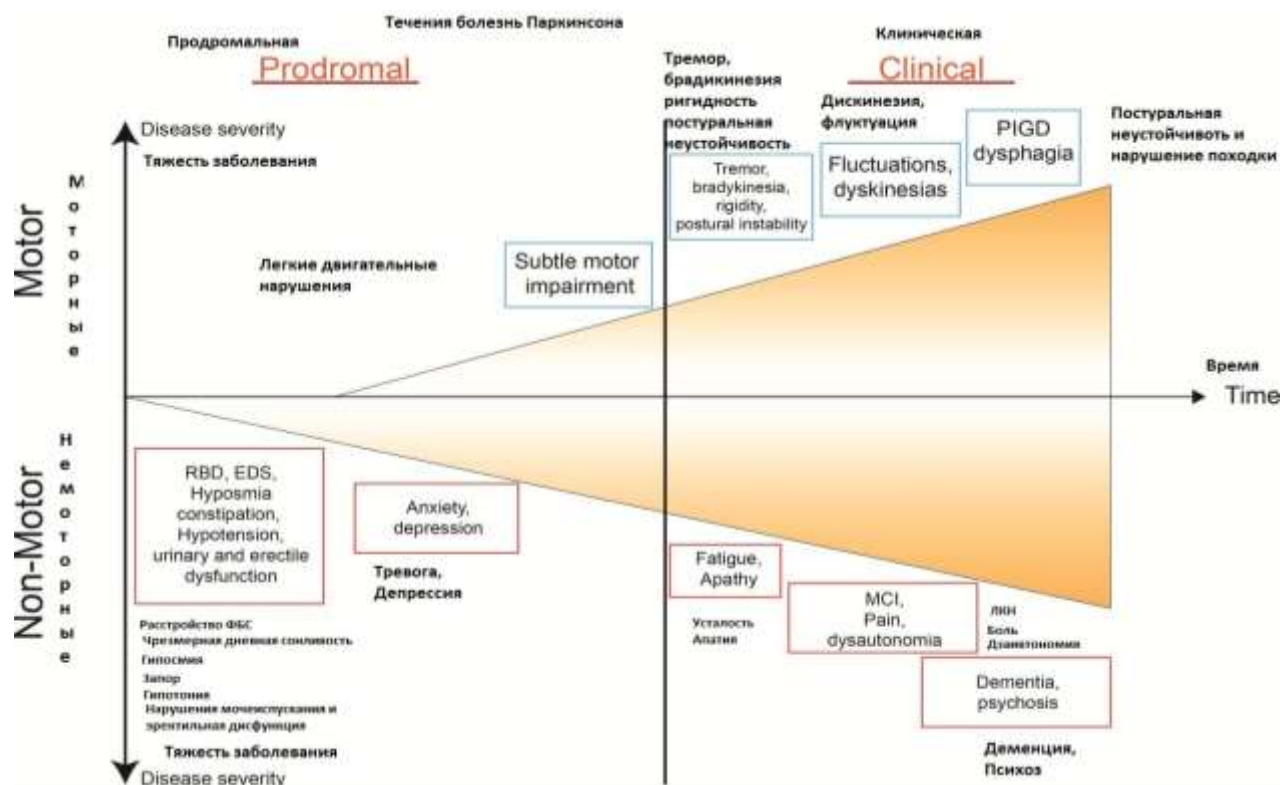 Течения болезнь Паркинсона
Продромальная
Prodromal
Клиническая
Clinical
Disease severity
Тяжесть заболевания
Motor
Моторные
Тремор,
брадикинезия
ригидность
постуральная
неустойчивость
Tremor,
bradykinesia,
rigidity,
postural instability
Дискинезия,
флуктуация
Fluctuations,
dyskinesias
PIGD
dysphagia
Постуральная
неустойчивоть и
нарушение походки
Легкие двигательные
нарушения
Subtle motor
impairment
Время
Time
Non-Motor
Немоторные
RBD, EDS,
Hyposmia
constipation,
Hypotension,
urinary and erectile
dysfunction
Расстройство ФБС
Чрезмерная дневная сонливость
Гипосмия
Запор
Гипотония
Нарушения мочеиспускания и
эректильная дисфункция
Anxiety,
depression
Тревога,
Депрессия
Fatigue,
Apathy
Усталость
Апатия
MCI,
Pain,
dysautonomia
ЛКН
Боль
Dementia,
psychosis
Деменция,
Психоз
Тяжесть заболевания
Disease severity